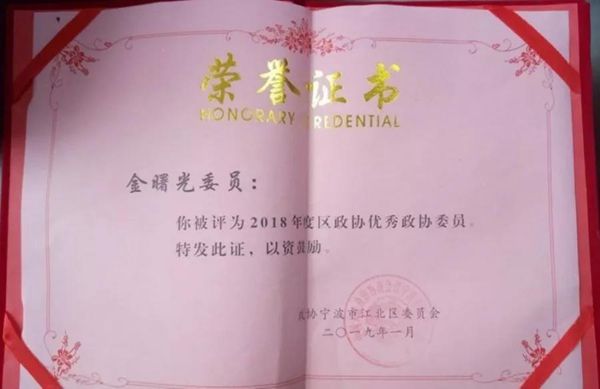 荣誉证书
HONORARY CREDENTIAL
金曙光委员：
你被评为2018年度区政协优秀政协委员。
特发此证，以资鼓励。
政协宁波市江北区委员会
二〇一九年一月